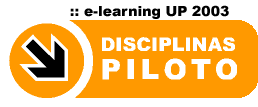 :: e-learning UP 2003
DISCIPLINAS
PILOTO